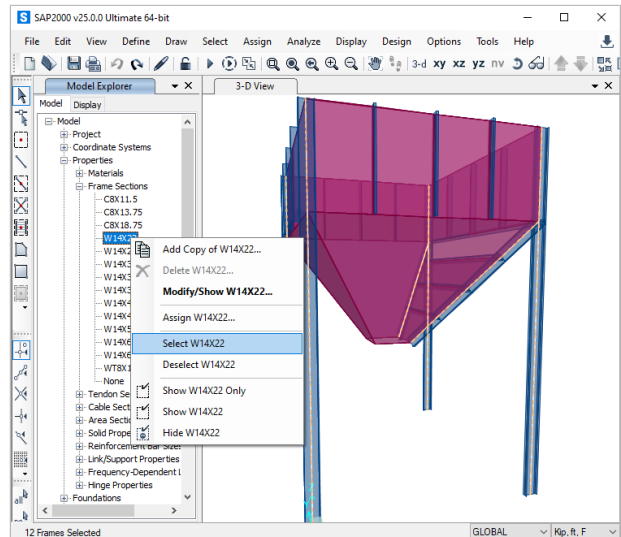 SAP2000 v25.0.0 Ultimate 64-bit
File Edit View Define Draw Select Assign Analyze Display Design Options Tools Help
3-d xy xz yz nv
Model Explorer
3-D View
Model Display
Model
Project
Coordinate Systems
Properties
Materials
Frame Sections
C8X11.5
C8X13.75
C8X18.75
W14X22
Add Copy of W14X22...
Delete W14X22...
Modify/Show W14X22...
Assign W14X22...
Select W14X22
Deselect W14X22
Show W14X22 Only
Show W14X22
Hide W14X22
WT8X1
None
Tendon Se
Cable Sect
Area Sectio
Solid Prope
Reinforcement Bar Sizes
Link/Support Properties
Frequency-Dependent L
Hinge Properties
Foundations
all
12 Frames Selected
GLOBAL
Kip, ft, F